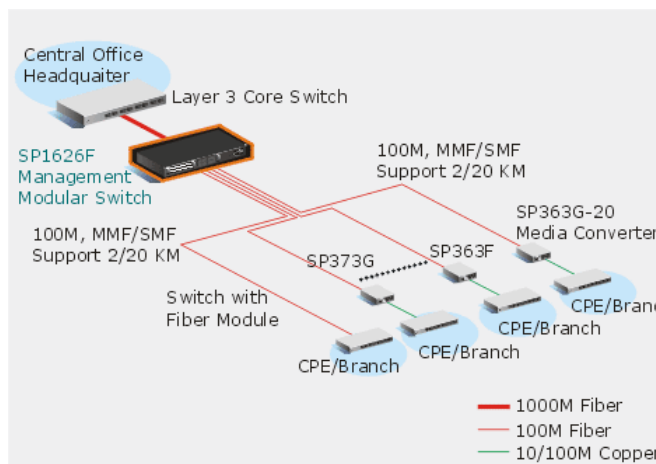 Central Office
Headquaiter
Layer 3 Core Switch
SP1626F
Management
Modular Switch
100M, MMF/SMF
Support 2/20 KM
SP363G-20
Media Converter
100M, MMF/SMF
Support 2/20 KM
SP373G
SP363F
Switch with
Fiber Module
CPE/Branc
CPE/Branch
CPE/Branch
CPE/Branch
1000M Fiber
100M Fiber
10/100M Copper